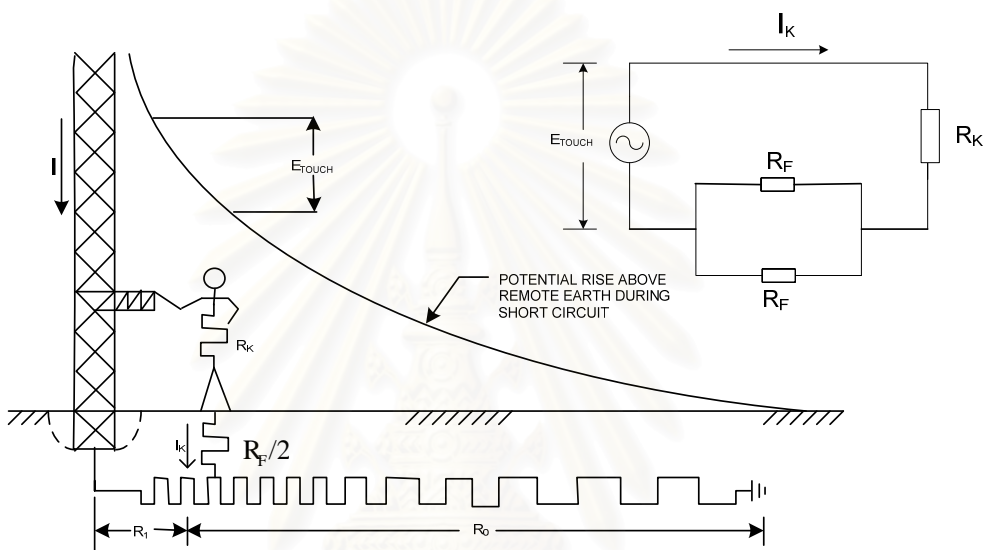 I
E_TOUCH
R_K
I_K
R_F/2
R_1
R_0
POTENTIAL RISE ABOVE
REMOTE EARTH DURING
SHORT CIRCUIT
I_K
E_TOUCH
R_F
R_K
R_F